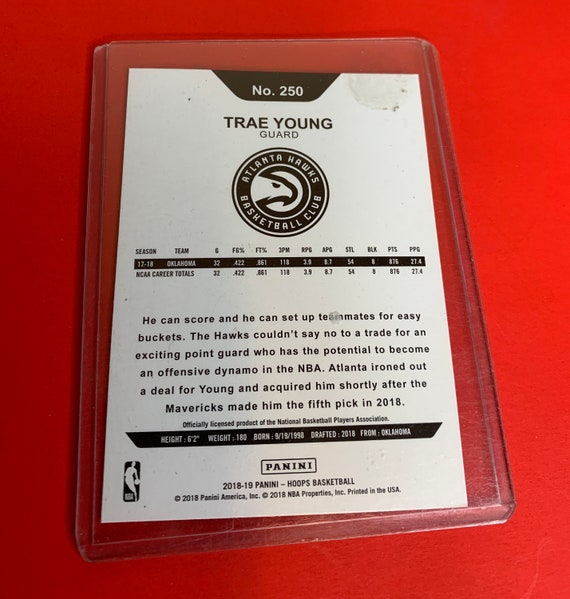 No. 250
TRAE YOUNG
GUARD
ATLANTA HAWKS
BASKETBALL CLUB
SEASON TEAM G FG% FT% 3PM RPG APG STL BLK PTS PPG
17-18 OKLAHOMA 32 .422 .861 118 3.9 8.7 54 8 876 27.4
NCAA CAREER TOTALS 32 .422 .861 118 3.9 8.7 54 8 876 27.4
He can score and he can set up teammates for easy
buckets. The Hawks couldn't say no to a trade for an
exciting point guard who has the potential to become
an offensive dynamo in the NBA. Atlanta ironed out
a deal for Young and acquired him shortly after the
Mavericks made him the fifth pick in 2018.
Officially licensed product of the National Basketball Players Association.
HEIGHT : 6'2" WEIGHT : 180 BORN : 9/19/1998 DRAFTED : 2018 FROM : OKLAHOMA
NBA
PANINI
2018-19 PANINI – HOOPS BASKETBALL
© 2018 Panini America, Inc. © 2018 NBA Properties, Inc. Printed in the USA.